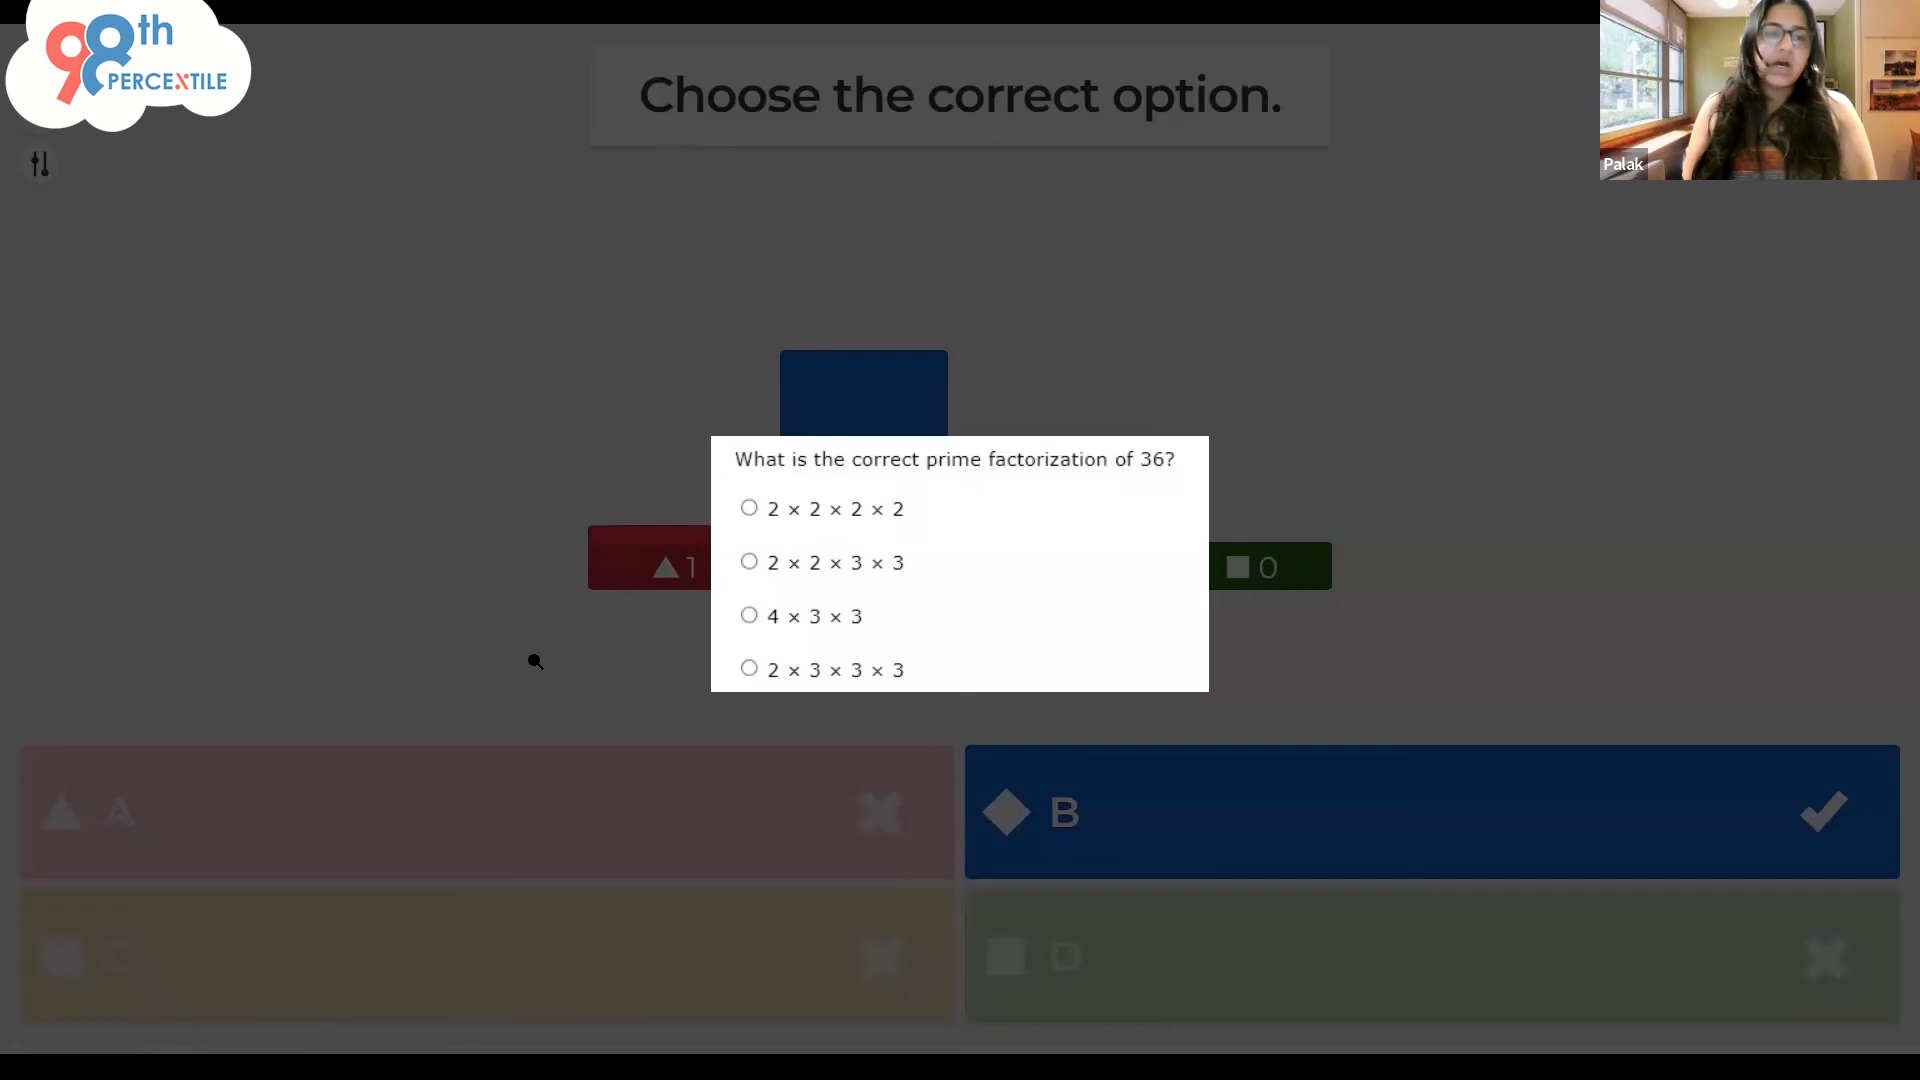 98th
PERCEXTILE
Choose the correct option.
Palak
What is the correct prime factorization of 36?
2 × 2 × 2 × 2
2 × 2 × 3 × 3
4 × 3 × 3
2 × 3 × 3 × 3
1
0
A
B
C
D